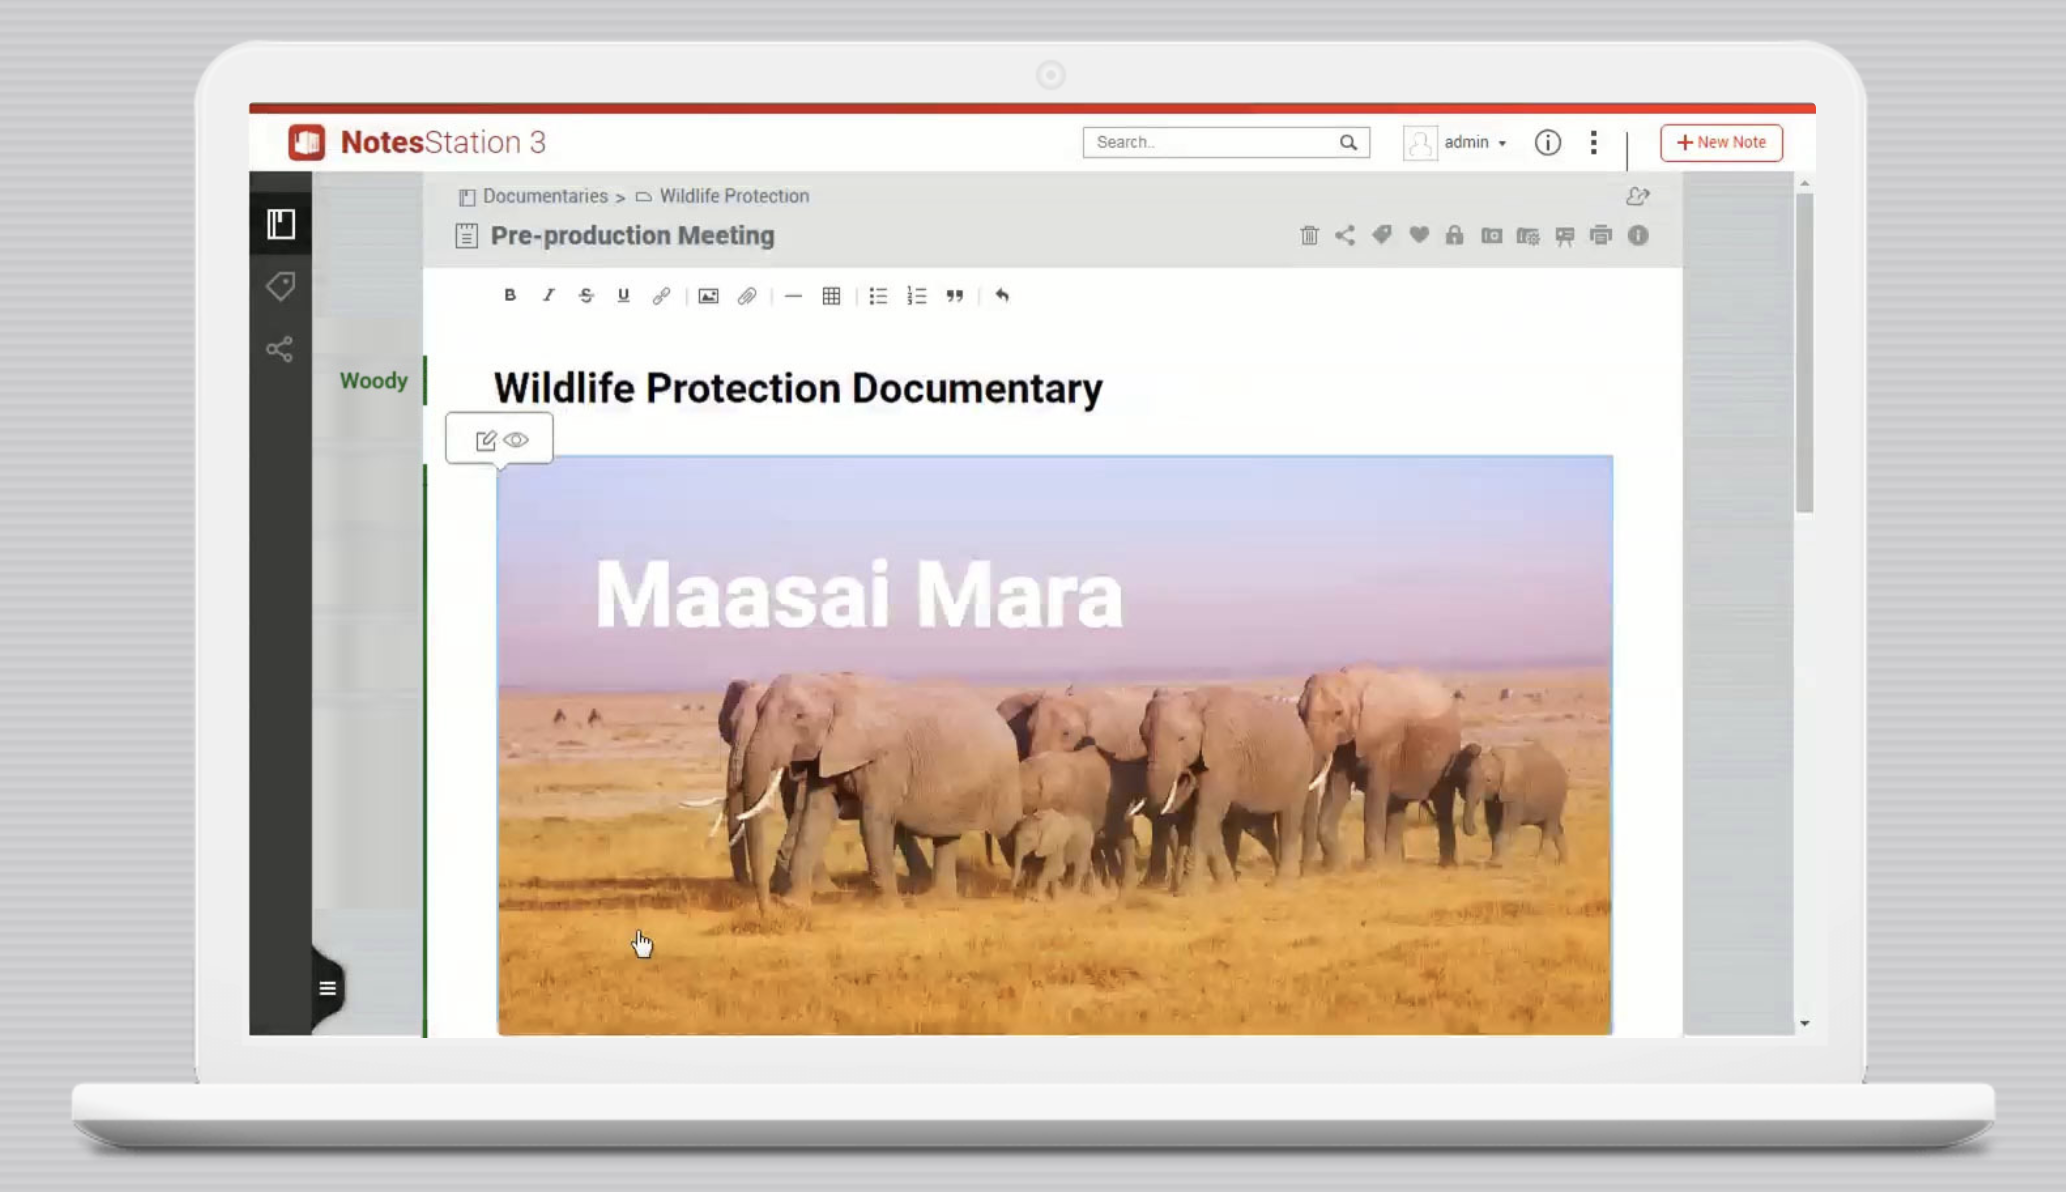 NotesStation 3
Search..
admin
+ New Note
Documentaries > Wildlife Protection
Pre-production Meeting
B I S U
Woody
Wildlife Protection Documentary
Maasai Mara